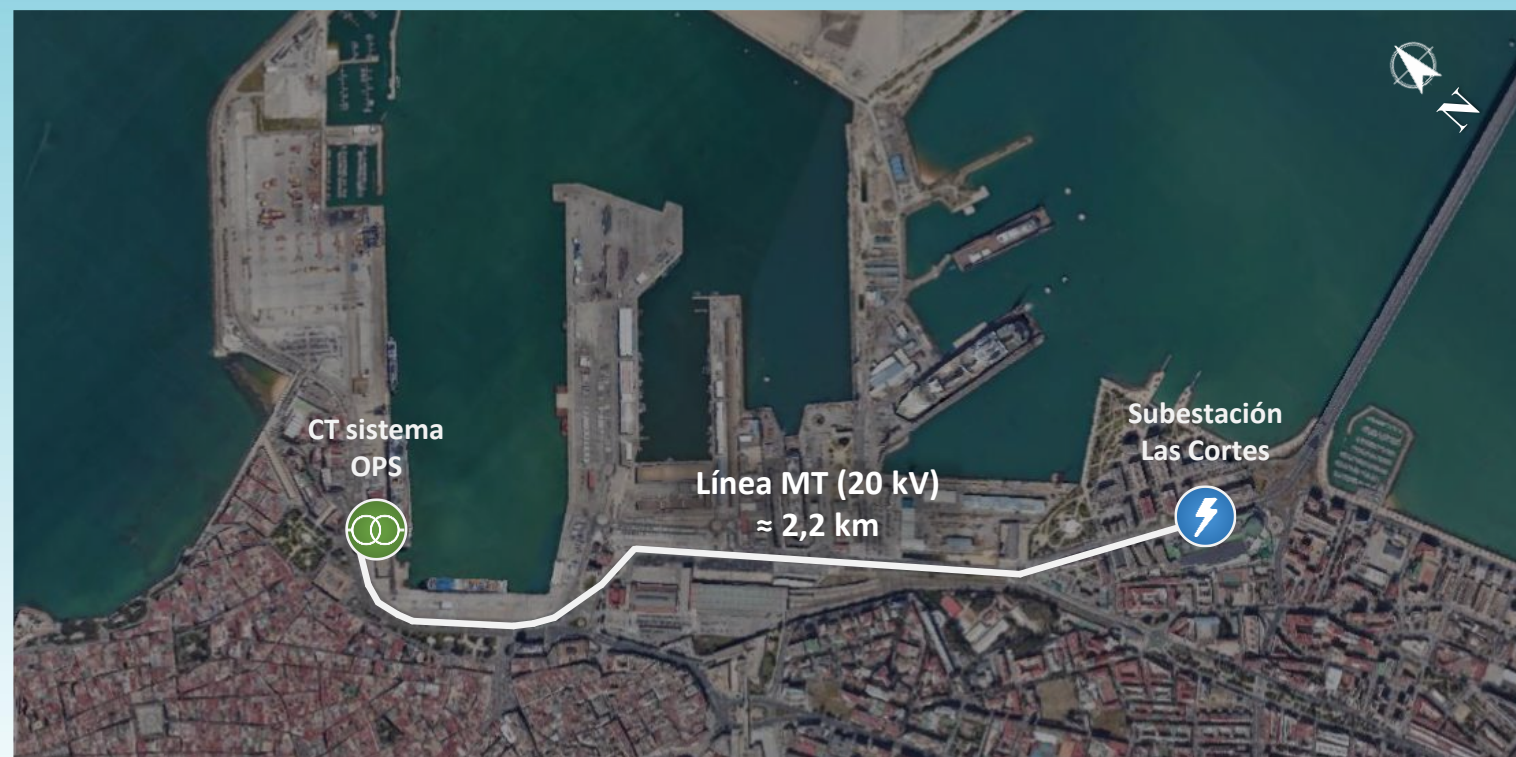 N
CT sistema
OPS
Línea MT (20 kV)
≈ 2,2 km
Subestación
Las Cortes